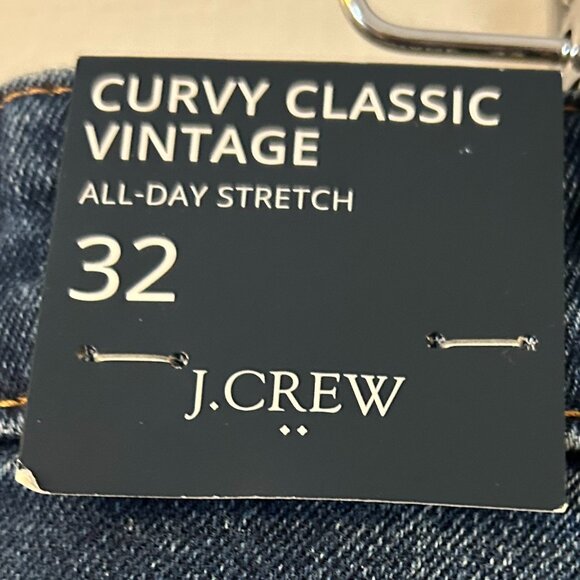 CURVY CLASSIC
VINTAGE
ALL-DAY STRETCH
32
J.CREW